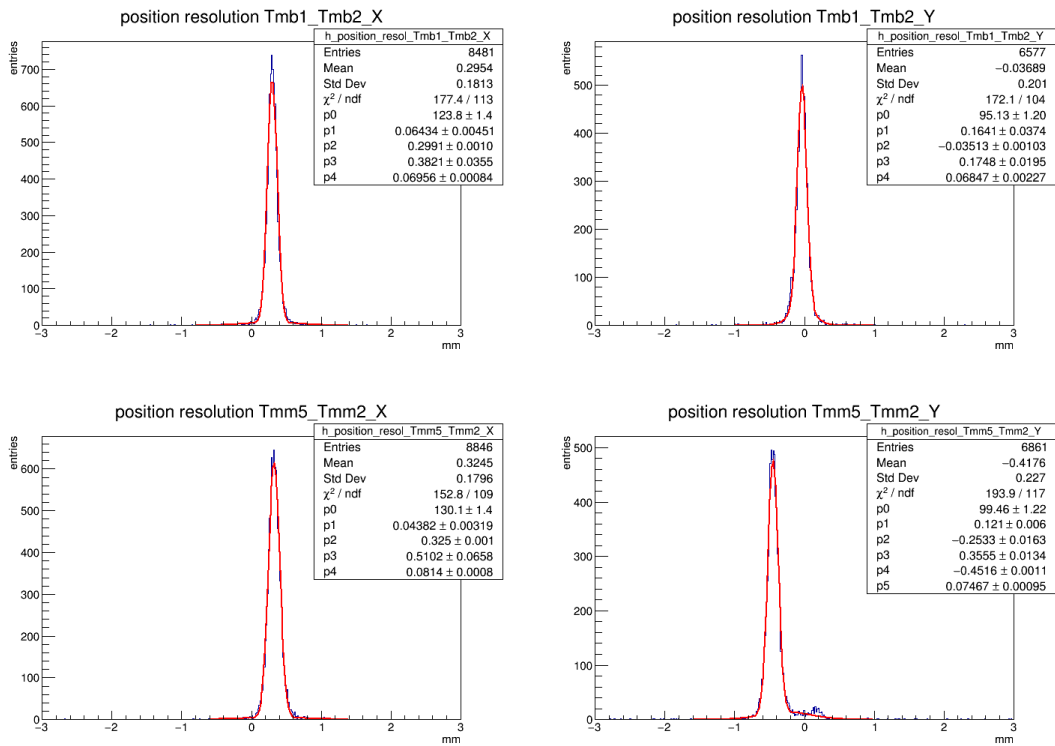 position resolution Tmb1_Tmb2_X
entries
h_position_resol_Tmb1_Tmb2_X
Entries 8481
Mean 0.2954
Std Dev 0.1813
χ² / ndf 177.4 / 113
p0 123.8 ± 1.4
p1 0.06434 ± 0.00451
p2 0.2991 ± 0.0010
p3 0.3821 ± 0.0355
p4 0.06956 ± 0.00084
700
600
500
400
300
200
100
0
−3 −2 −1 0 1 2 3
mm
position resolution Tmb1_Tmb2_Y
entries
h_position_resol_Tmb1_Tmb2_Y
Entries 6577
Mean −0.03689
Std Dev 0.201
χ² / ndf 172.1 / 104
p0 95.13 ± 1.20
p1 0.1641 ± 0.0374
p2 −0.03513 ± 0.00103
p3 0.1748 ± 0.0195
p4 0.06847 ± 0.00227
500
400
300
200
100
0
−3 −2 −1 0 1 2 3
mm
position resolution Tmm5_Tmm2_X
entries
h_position_resol_Tmm5_Tmm2_X
Entries 8846
Mean 0.3245
Std Dev 0.1796
χ² / ndf 152.8 / 109
p0 130.1 ± 1.4
p1 0.04382 ± 0.00319
p2 0.325 ± 0.001
p3 0.5102 ± 0.0658
p4 0.0814 ± 0.0008
600
500
400
300
200
100
0
−3 −2 −1 0 1 2 3
mm
position resolution Tmm5_Tmm2_Y
entries
h_position_resol_Tmm5_Tmm2_Y
Entries 6861
Mean −0.4176
Std Dev 0.227
χ² / ndf 193.9 / 117
p0 99.46 ± 1.22
p1 0.121 ± 0.006
p2 −0.2533 ± 0.0163
p3 0.3555 ± 0.0134
p4 −0.4516 ± 0.0011
p5 0.07467 ± 0.00095
500
400
300
200
100
0
−3 −2 −1 0 1 2 3
mm